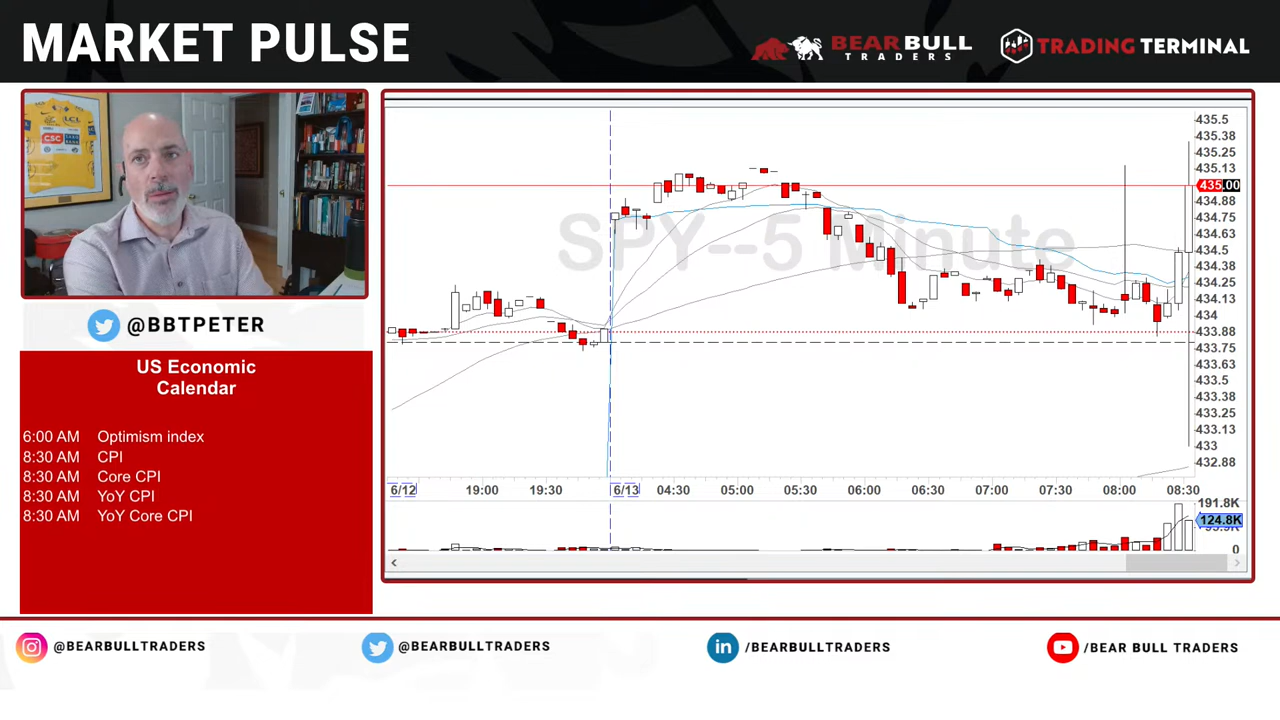 MARKET PULSE
BEAR BULL
TRADERS
TRADING TERMINAL
LCL
CSC
@BBTPETER
US Economic
Calendar
6:00 AM Optimism index
8:30 AM CPI
8:30 AM Core CPI
8:30 AM YoY CPI
8:30 AM YoY Core CPI
SPY--5 Minute
435.5
435.38
435.25
435.13
435.00
434.88
434.75
434.63
434.5
434.38
434.25
434.13
434
433.88
433.75
433.63
433.5
433.38
433.25
433.13
433
432.88
6/12 19:00 19:30 6/13 04:30 05:00 05:30 06:00 06:30 07:00 07:30 08:00 08:30
191.8K
124.8K
0
@BEARBULLTRADERS
@BEARBULLTRADERS
/BEARBULLTRADERS
/BEAR BULL TRADERS